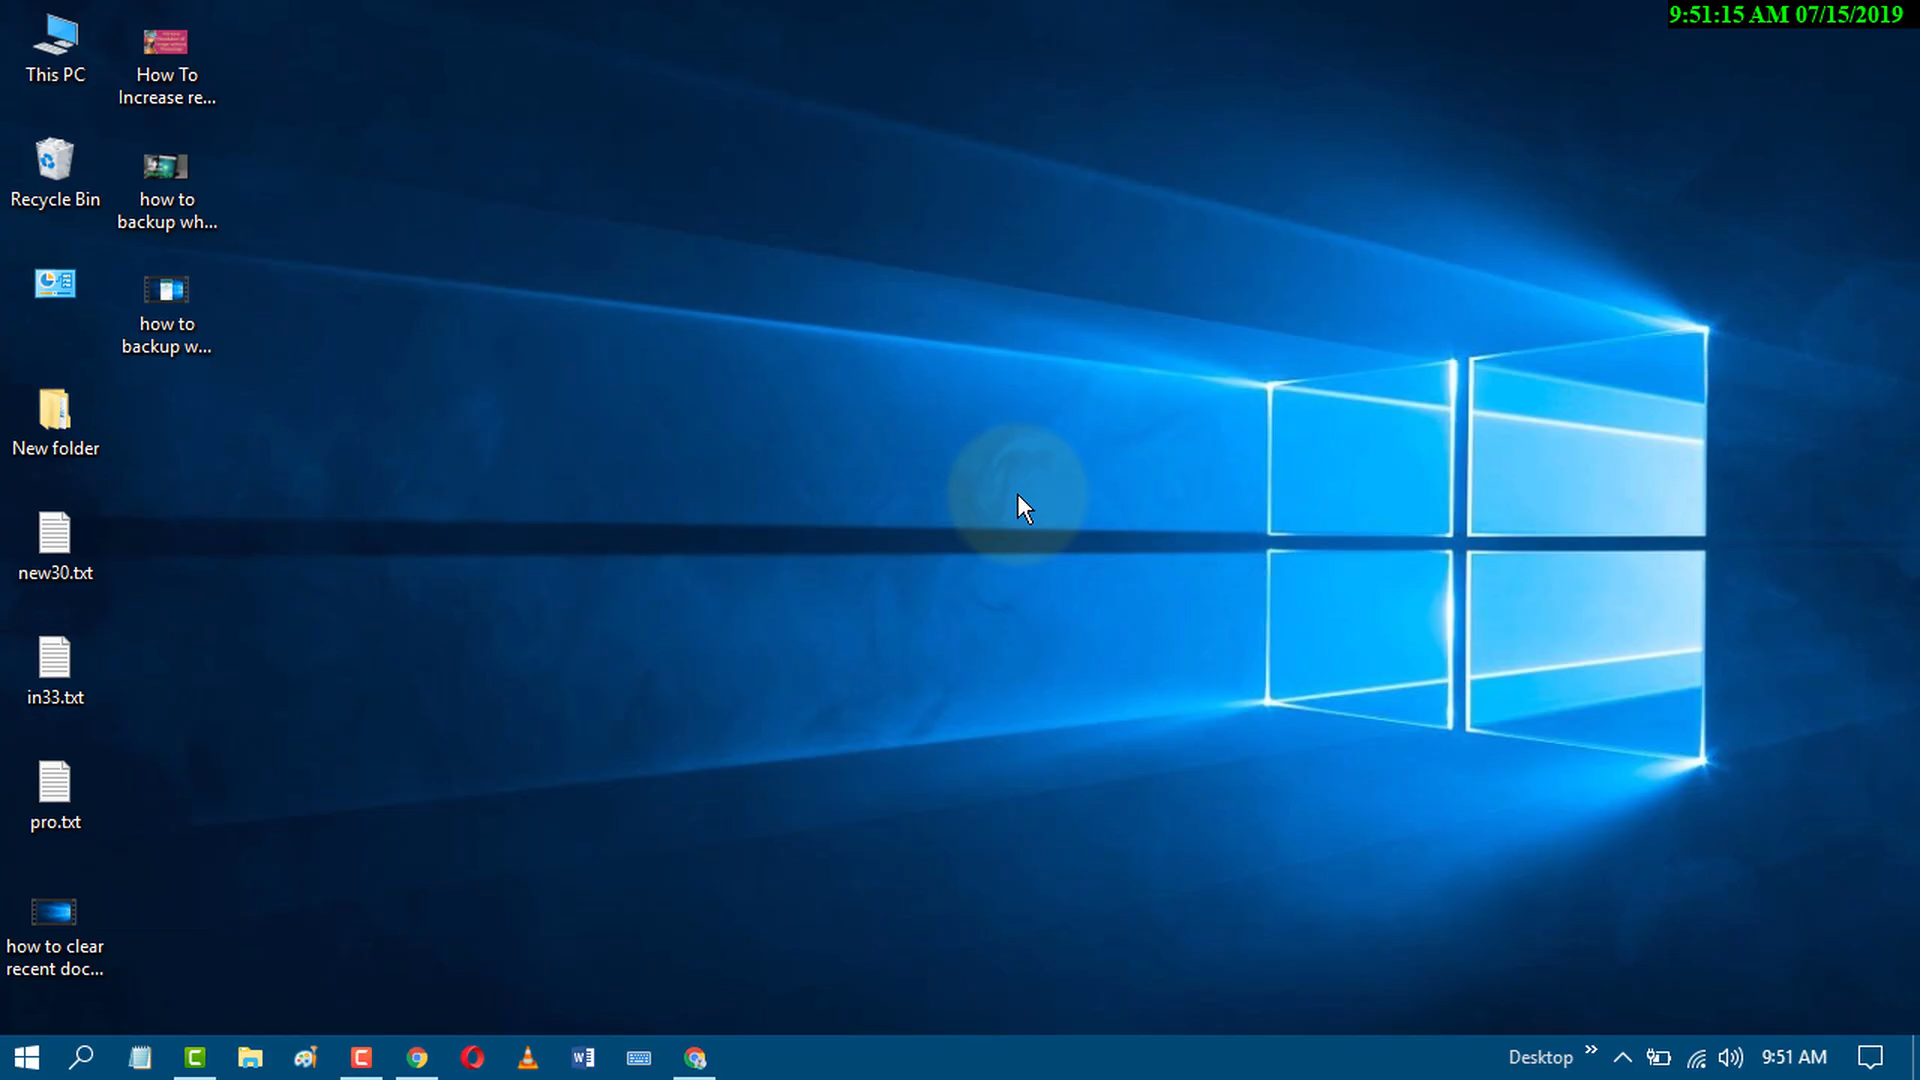 9:51:15 AM 07/15/2019
This PC
How To
Increase re...
Recycle Bin
how to
backup wh...
how to
backup w...
New folder
new30.txt
in33.txt
pro.txt
how to clear
recent doc...
Desktop
9:51 AM